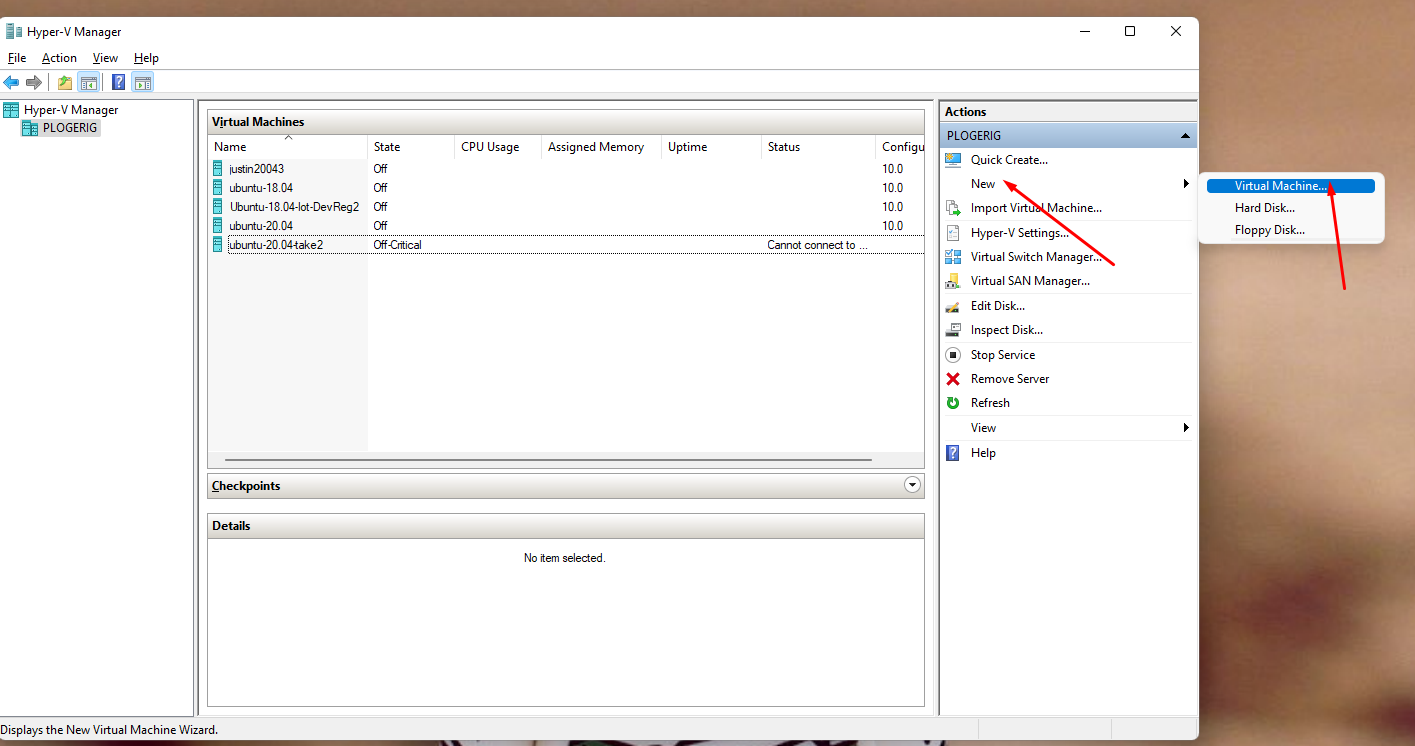 Hyper-V Manager
File Action View Help
Hyper-V Manager
PLOGERIG
Virtual Machines
Name State CPU Usage Assigned Memory Uptime Status Configu
justin20043 Off 10.0
ubuntu-18.04 Off 10.0
Ubuntu-18.04-Iot-DevReg2 Off 10.0
ubuntu-20.04 Off 10.0
ubuntu-20.04-take2 Off-Critical Cannot connect to ...
Checkpoints
Details
No item selected.
Actions
PLOGERIG
Quick Create...
New
Import Virtual Machine...
Hyper-V Settings...
Virtual Switch Manager...
Virtual SAN Manager...
Edit Disk...
Inspect Disk...
Stop Service
Remove Server
Refresh
View
Help
Virtual Machine...
Hard Disk...
Floppy Disk...
Displays the New Virtual Machine Wizard.